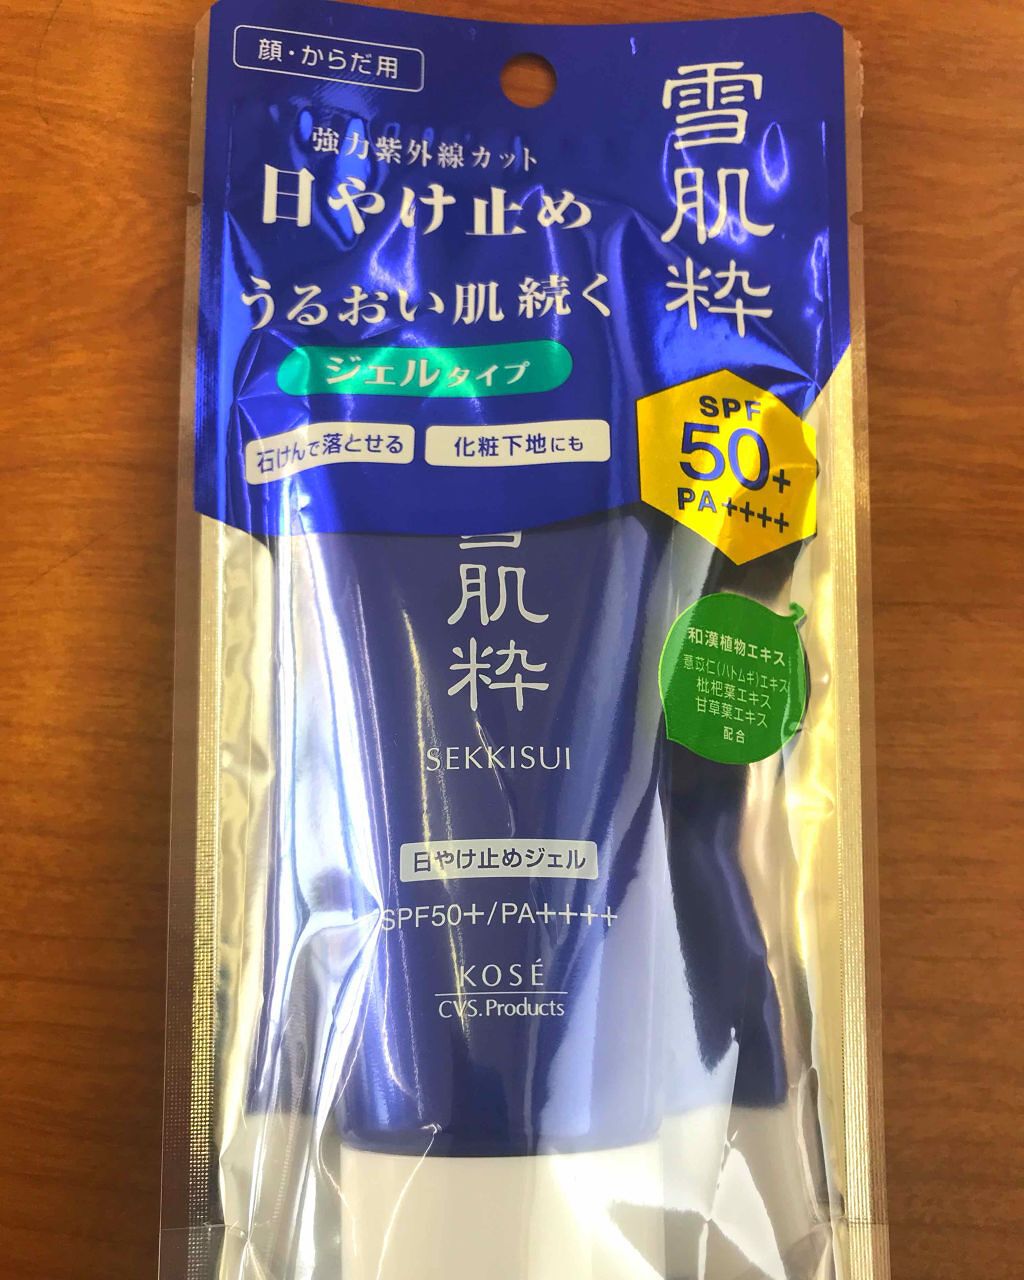 顔・からだ用
強力紫外線カット
日やけ止め
うるおい肌続く
ジェルタイプ
石けんで落とせる
化粧下地にも
雪肌粋
SPF
50+
PA++++
和漢植物エキス
薏苡仁(ハトムギ)エキス
枇杷葉エキス
甘草葉エキス
配合
雪肌粋
SEKKISUI
日やけ止めジェル
SPF50+/PA++++
KOSÉ
CVS.Products